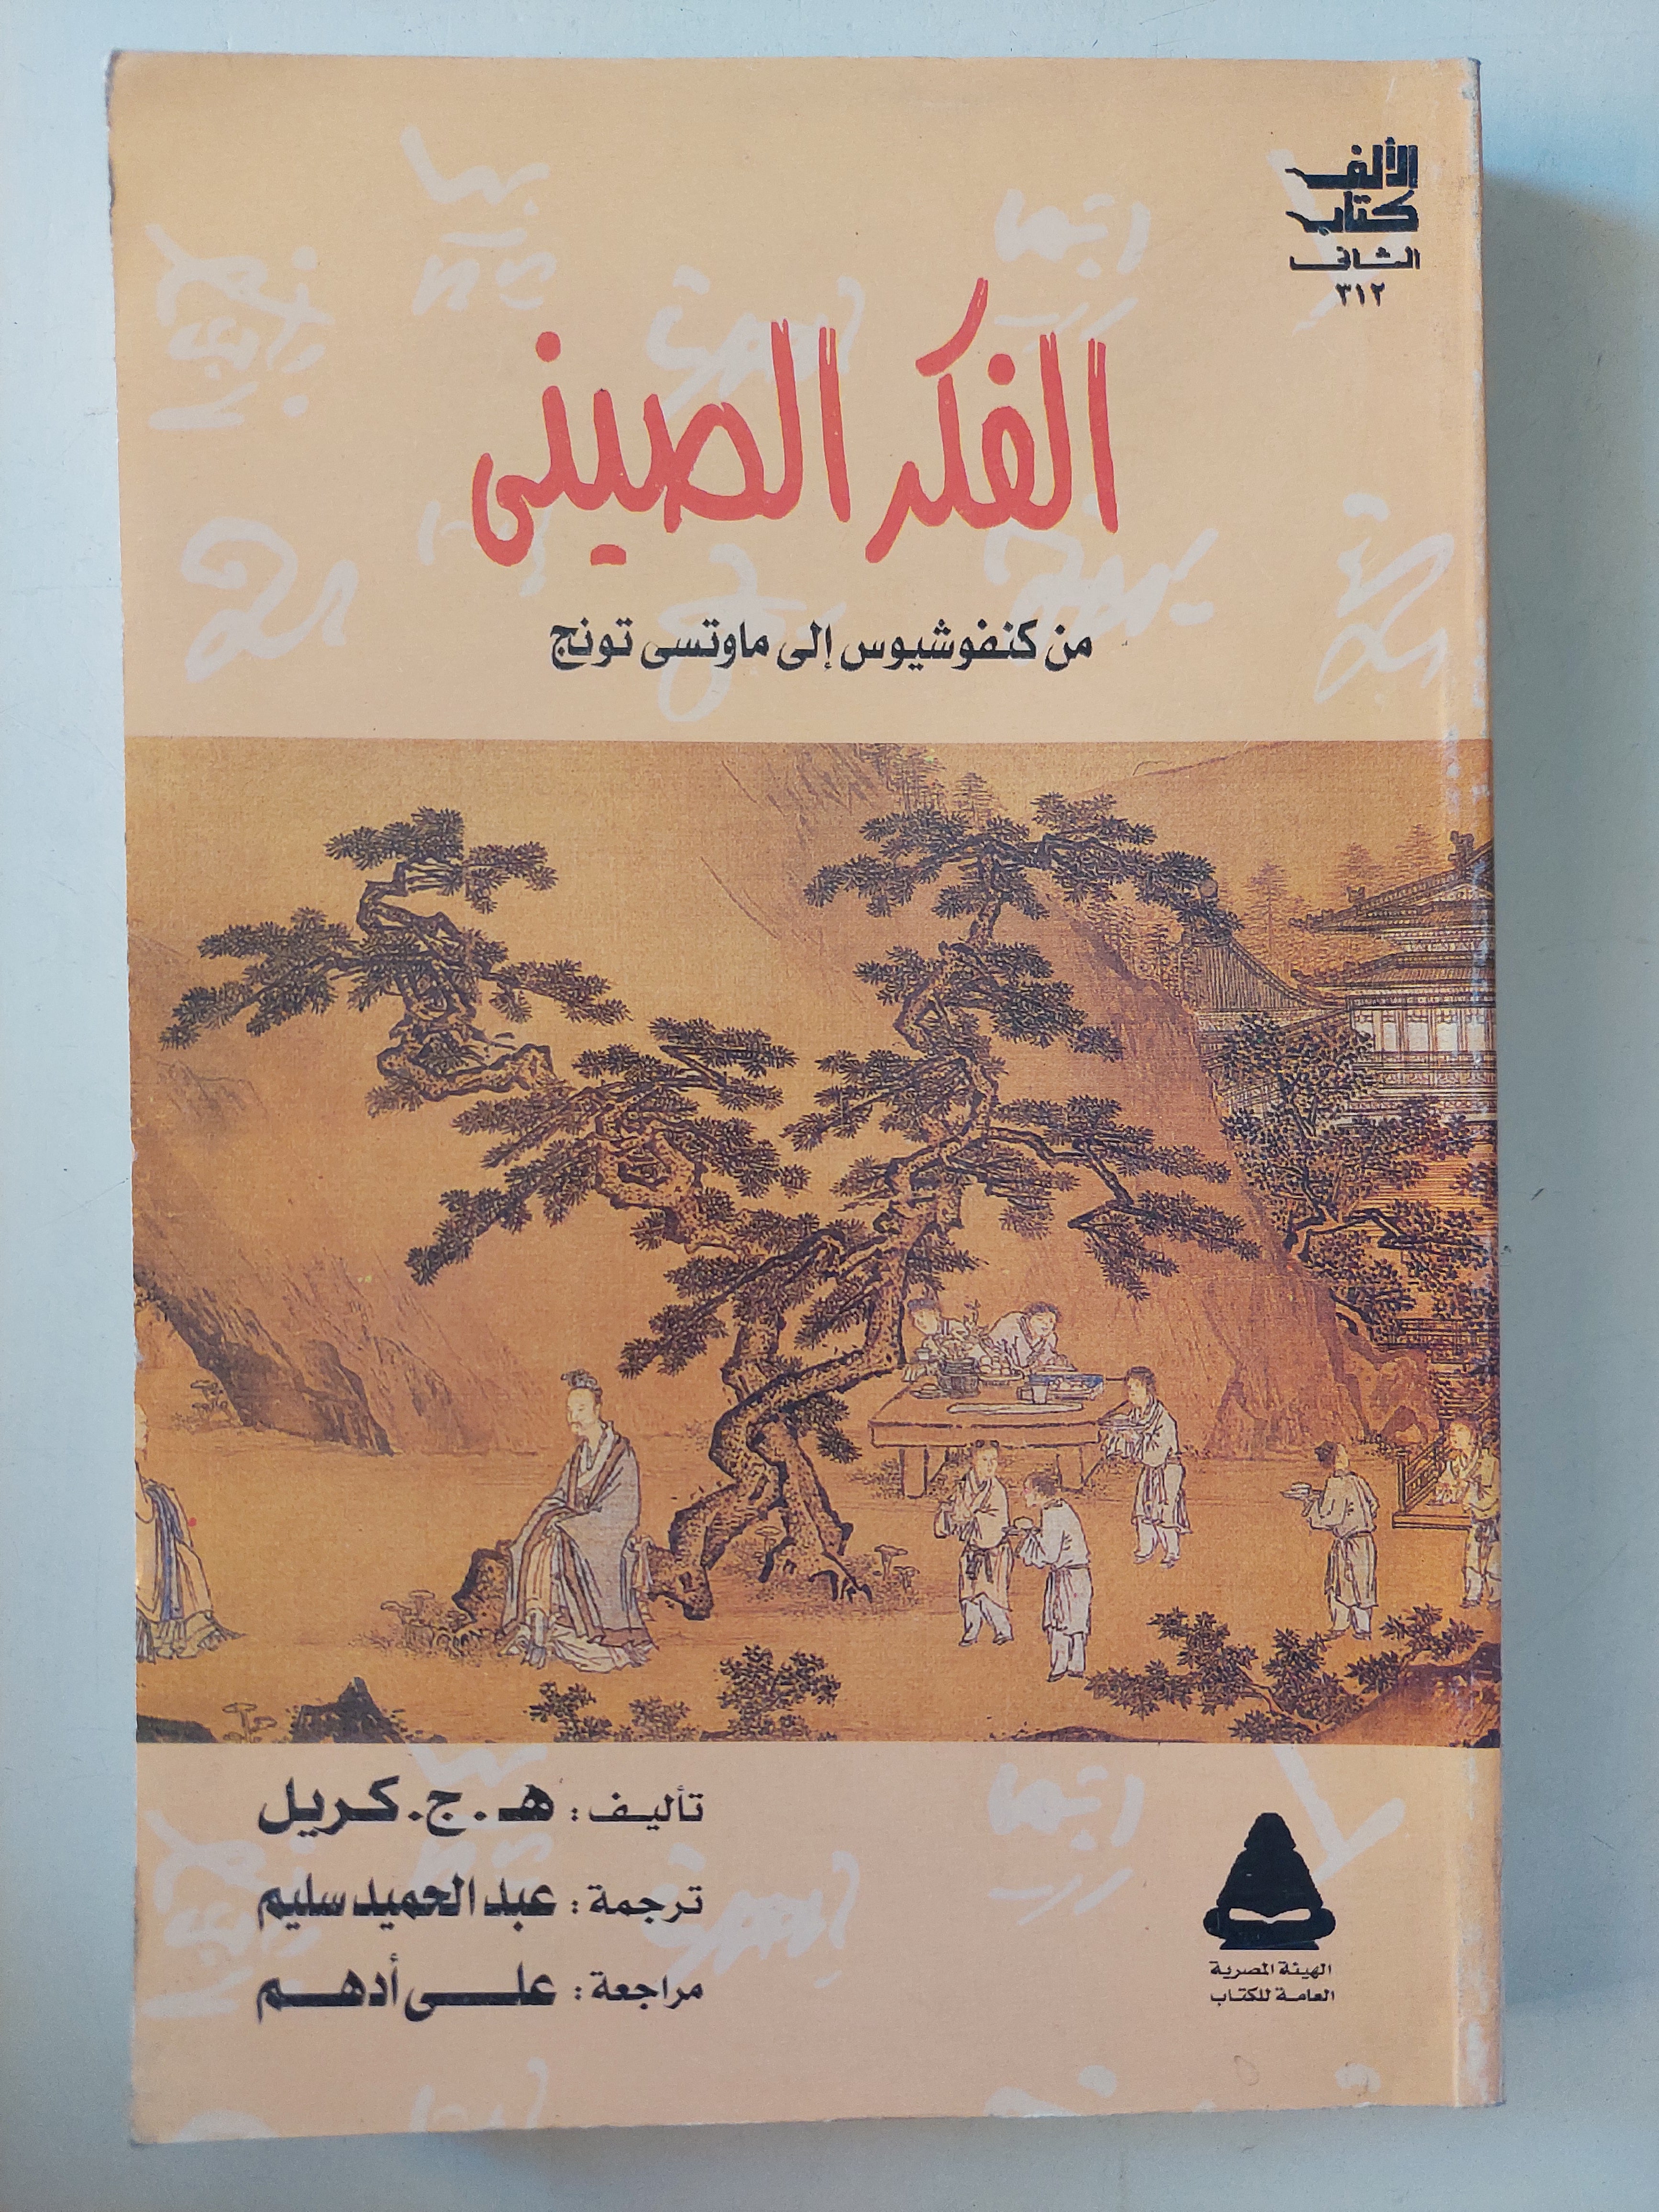 الألف
كتاب
الثانى
٣١٢
الفكر الصينى
من كنفوشيوس إلى ماوتسى تونج
تأليف : هـ . ج . كريل
ترجمة : عبد الحميد سليم
مراجعة : على أدهم
الهيئة المصرية
العامة للكتاب